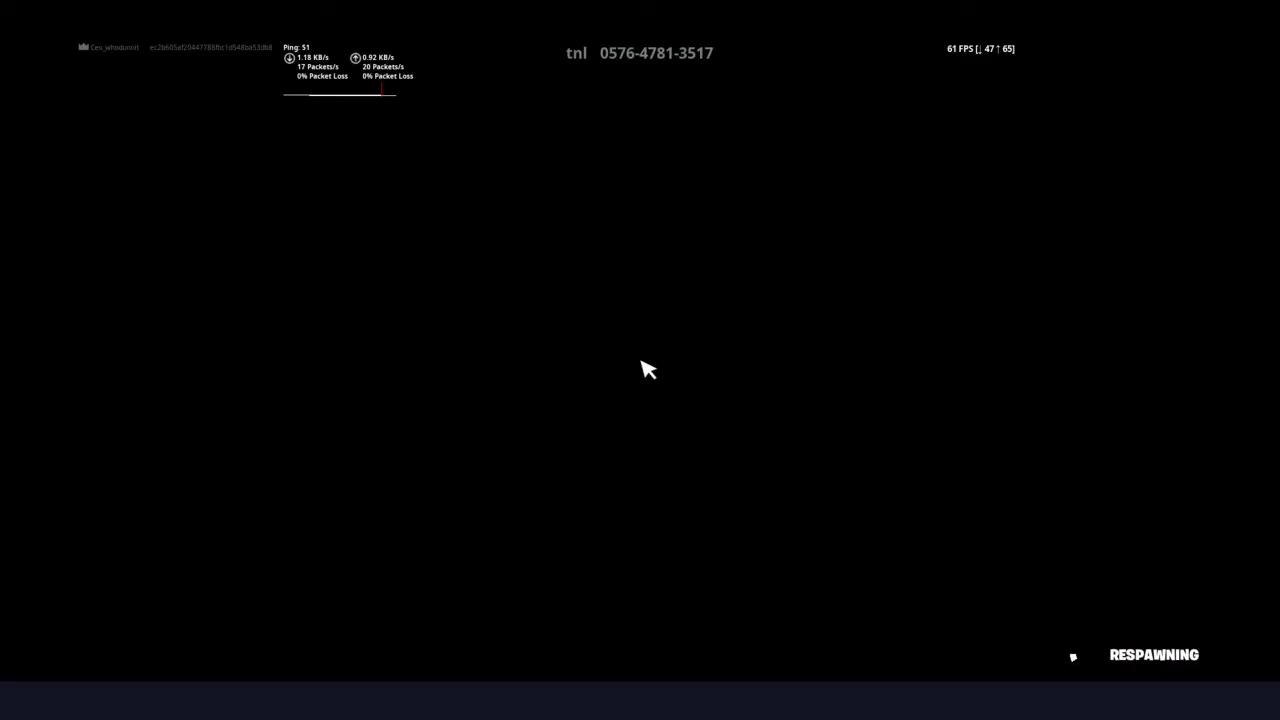 Cex_whodunnit
Ping: 51
1.18 KB/s 0.92 KB/s
17 Packets/s 20 Packets/s
0% Packet Loss 0% Packet Loss
tnl 0576-4781-3517
61 FPS [↓ 47 ↑ 65]
RESPAWNING